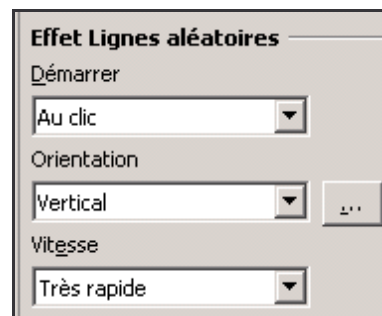 Effet Lignes aléatoires
Démarrer
Au clic
Orientation
Vertical
...
Vitesse
Très rapide